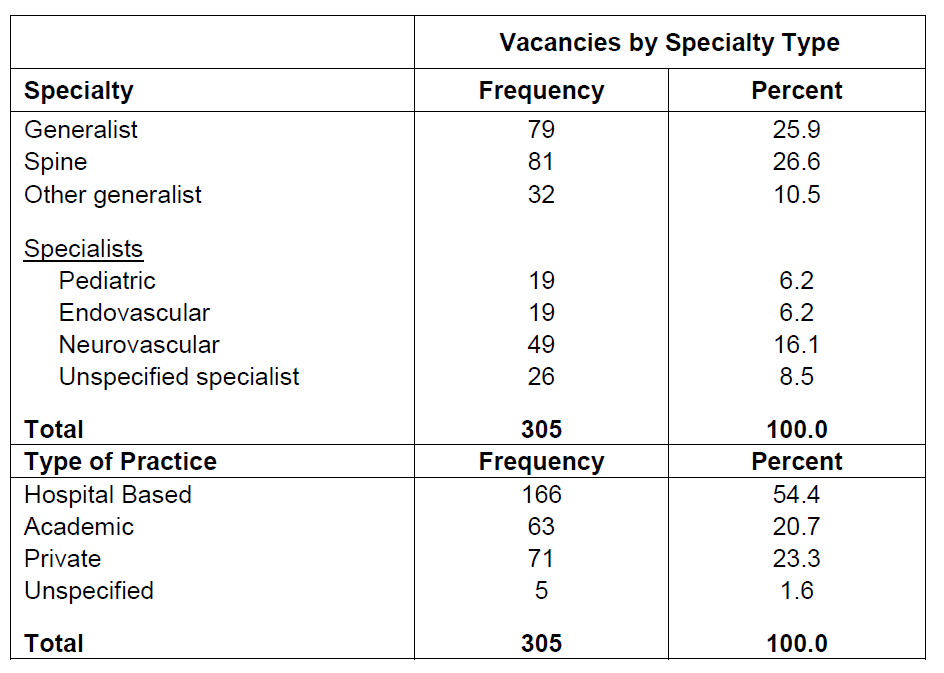 Vacancies by Specialty Type
Specialty Frequency Percent
Generalist 79 25.9
Spine 81 26.6
Other generalist 32 10.5
Specialists
Pediatric 19 6.2
Endovascular 19 6.2
Neurovascular 49 16.1
Unspecified specialist 26 8.5
Total 305 100.0
Type of Practice Frequency Percent
Hospital Based 166 54.4
Academic 63 20.7
Private 71 23.3
Unspecified 5 1.6
Total 305 100.0